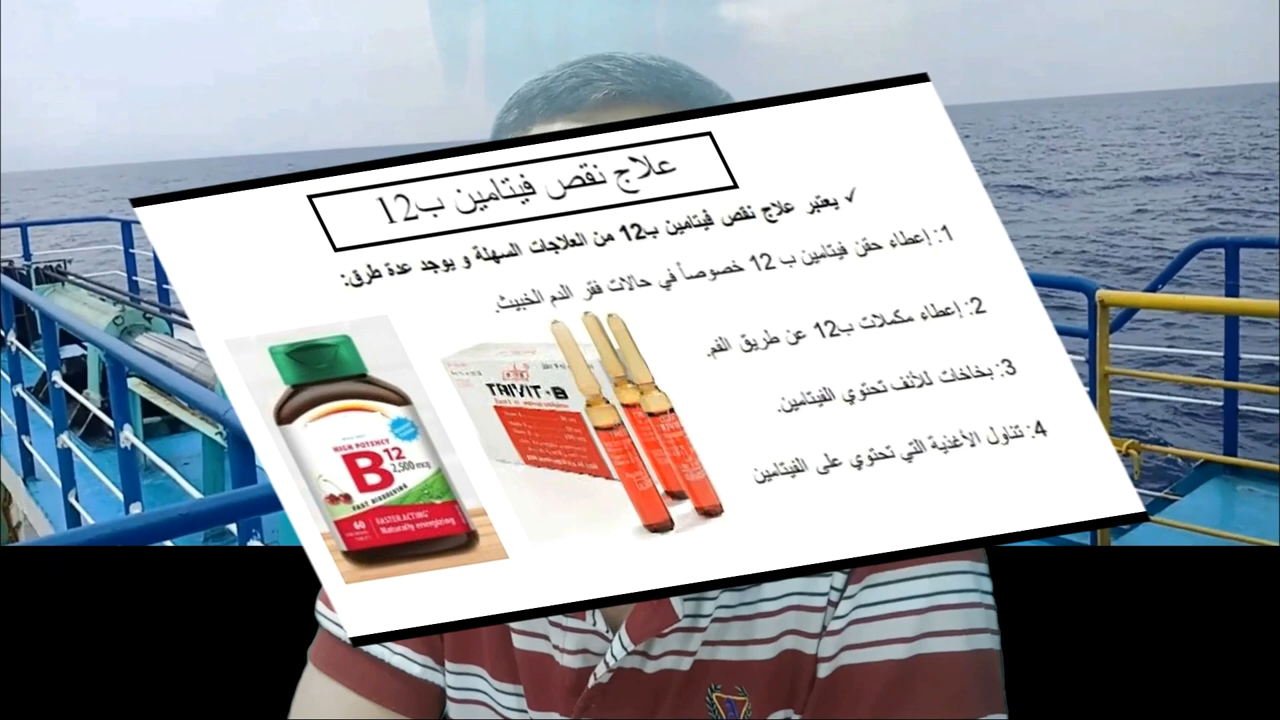 علاج نقص فيتامين ب12
✓ يعتبر علاج نقص فيتامين ب12 من العلاجات السهلة و يوجد عدة طرق:
1: إعطاء حقن فيتامين ب 12 خصوصاً في حالات فقر الدم الخبيث.
2: إعطاء مكملات ب12 عن طريق الفم.
3: بخاخات للأنف تحتوي الفيتامين.
4: تناول الأغذية التي تحتوي على الفيتامين
HIGH POTENCY
B12
2,500 mcg
FAST DISSOLVING
60
FASTER ACTING
Naturally energizing
TRIVIT-B